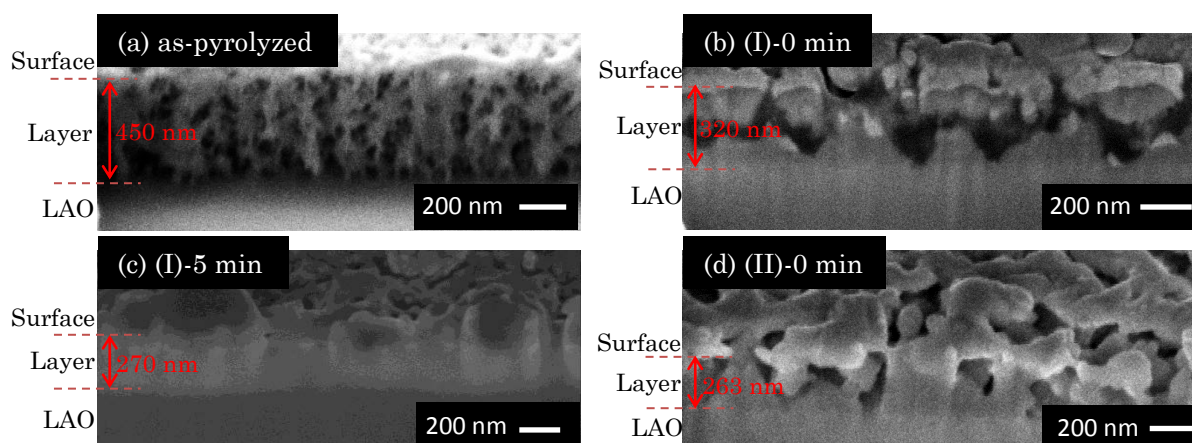 (a) as-pyrolyzed
Surface
Layer
450 nm
LAO
200 nm
(b) (I)-0 min
Surface
Layer
320 nm
LAO
200 nm
(c) (I)-5 min
Surface
Layer
270 nm
LAO
200 nm
(d) (II)-0 min
Surface
Layer
263 nm
LAO
200 nm